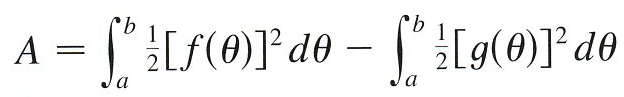 A = ∫_a^b ½[f(θ)]² dθ − ∫_a^b ½[g(θ)]² dθ